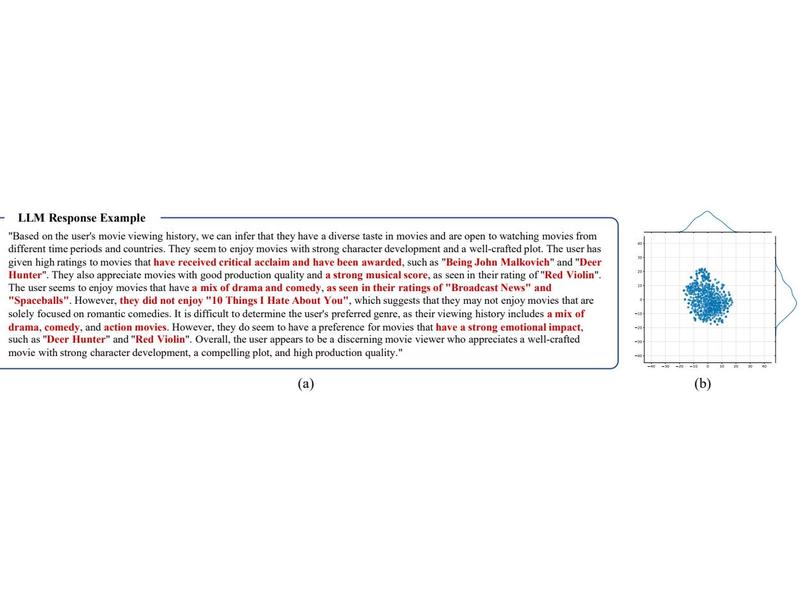 LLM Response Example
"Based on the user's movie viewing history, we can infer that they have a diverse taste in movies and are open to watching movies from
different time periods and countries. They seem to enjoy movies with strong character development and a well-crafted plot. The user has
given high ratings to movies that have received critical acclaim and have been awarded, such as "Being John Malkovich" and "Deer
Hunter". They also appreciate movies with good production quality and a strong musical score, as seen in their rating of "Red Violin".
The user seems to enjoy movies that have a mix of drama and comedy, as seen in their ratings of "Broadcast News" and
"Spaceballs". However, they did not enjoy "10 Things I Hate About You", which suggests that they may not enjoy movies that are
solely focused on romantic comedies. It is difficult to determine the user's preferred genre, as their viewing history includes a mix of
drama, comedy, and action movies. However, they do seem to have a preference for movies that have a strong emotional impact,
such as "Deer Hunter" and "Red Violin". Overall, the user appears to be a discerning movie viewer who appreciates a well-crafted
movie with strong character development, a compelling plot, and high production quality."
(a)
40
30
20
10
0
−10
−20
−30
−40
−40 −30 −20 −10 0 10 20 30 40
(b)